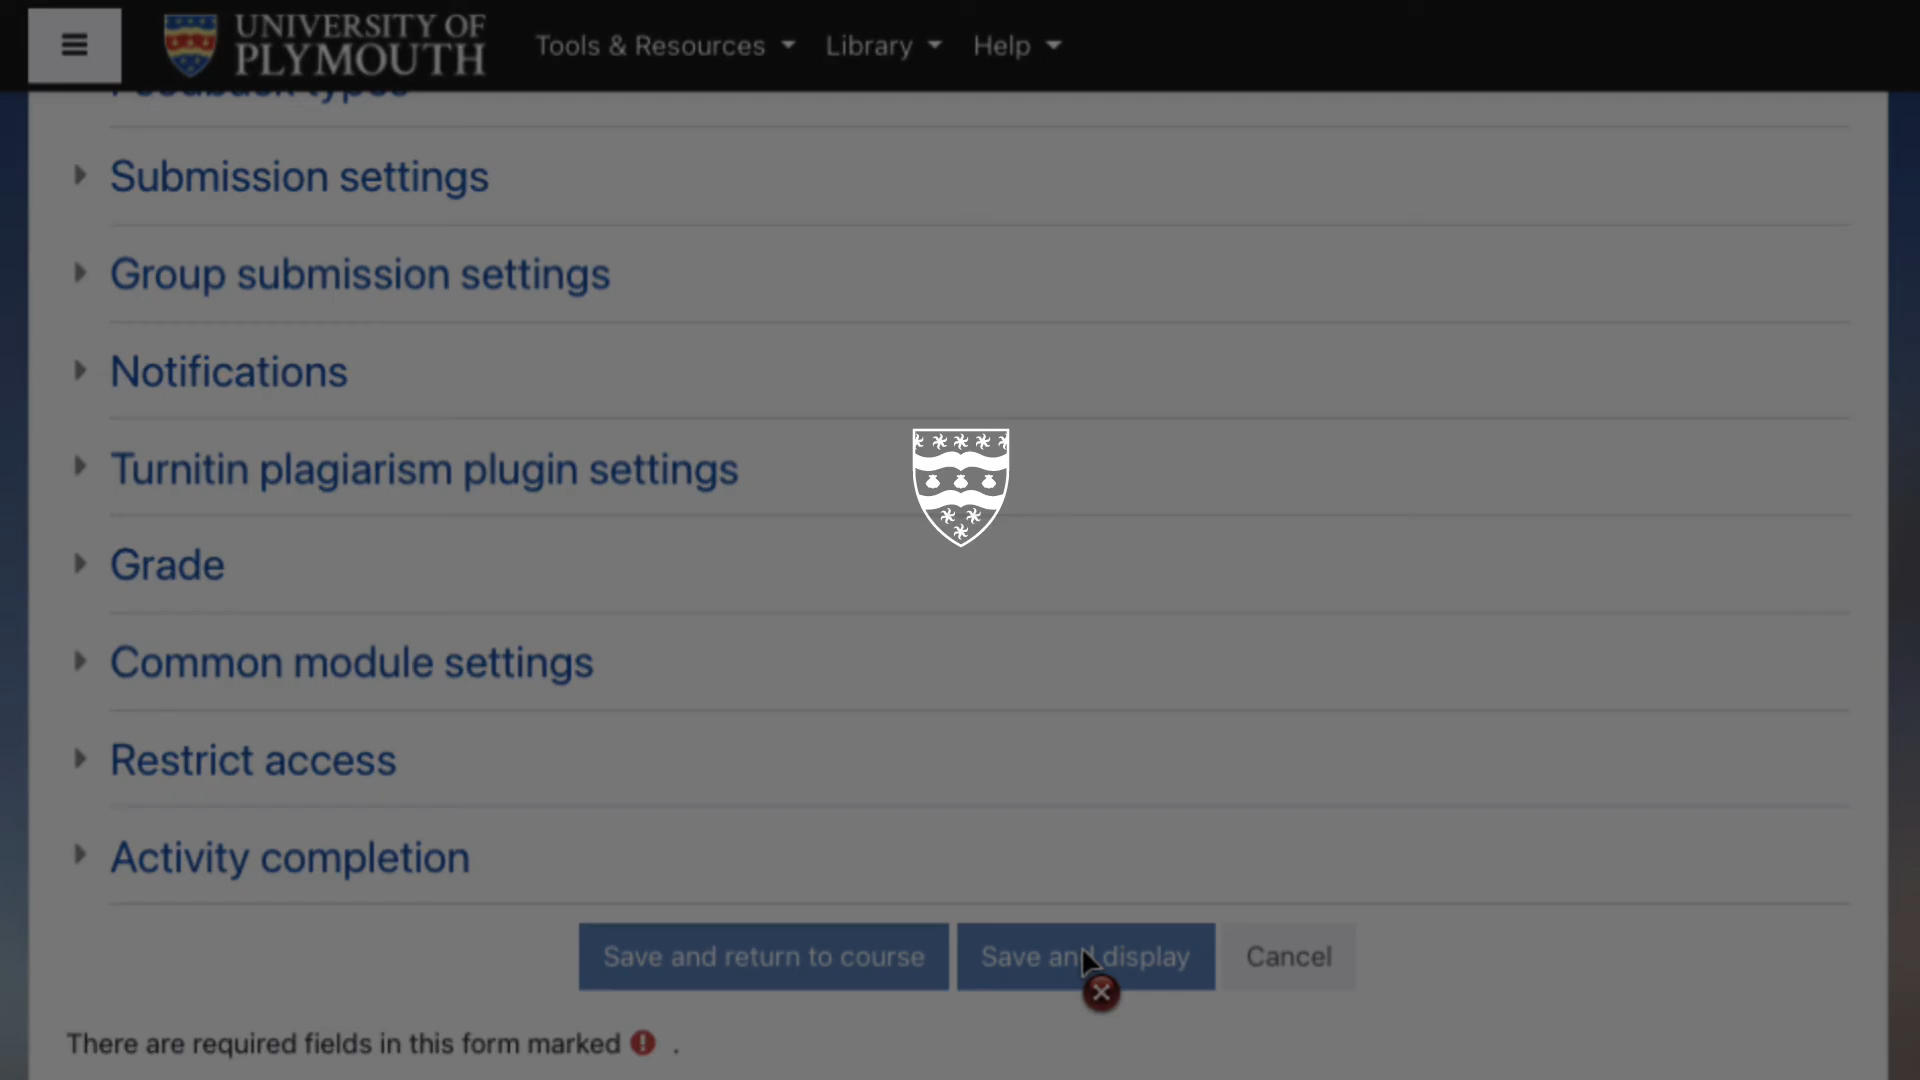 UNIVERSITY OF
PLYMOUTH
Tools & Resources
Library
Help
Feedback types
Submission settings
Group submission settings
Notifications
Turnitin plagiarism plugin settings
Grade
Common module settings
Restrict access
Activity completion
Save and return to course
Save and display
Cancel
There are required fields in this form marked .